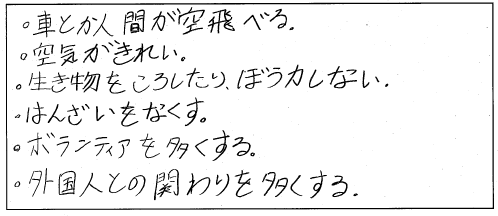 。車とか人間が空飛べる.
。空気がきれい。
。生き物をころしたり、ぼう力しない.
。はんざいをなくす。
。ボランティアを多くする。
。外国人との関わりを多くする.